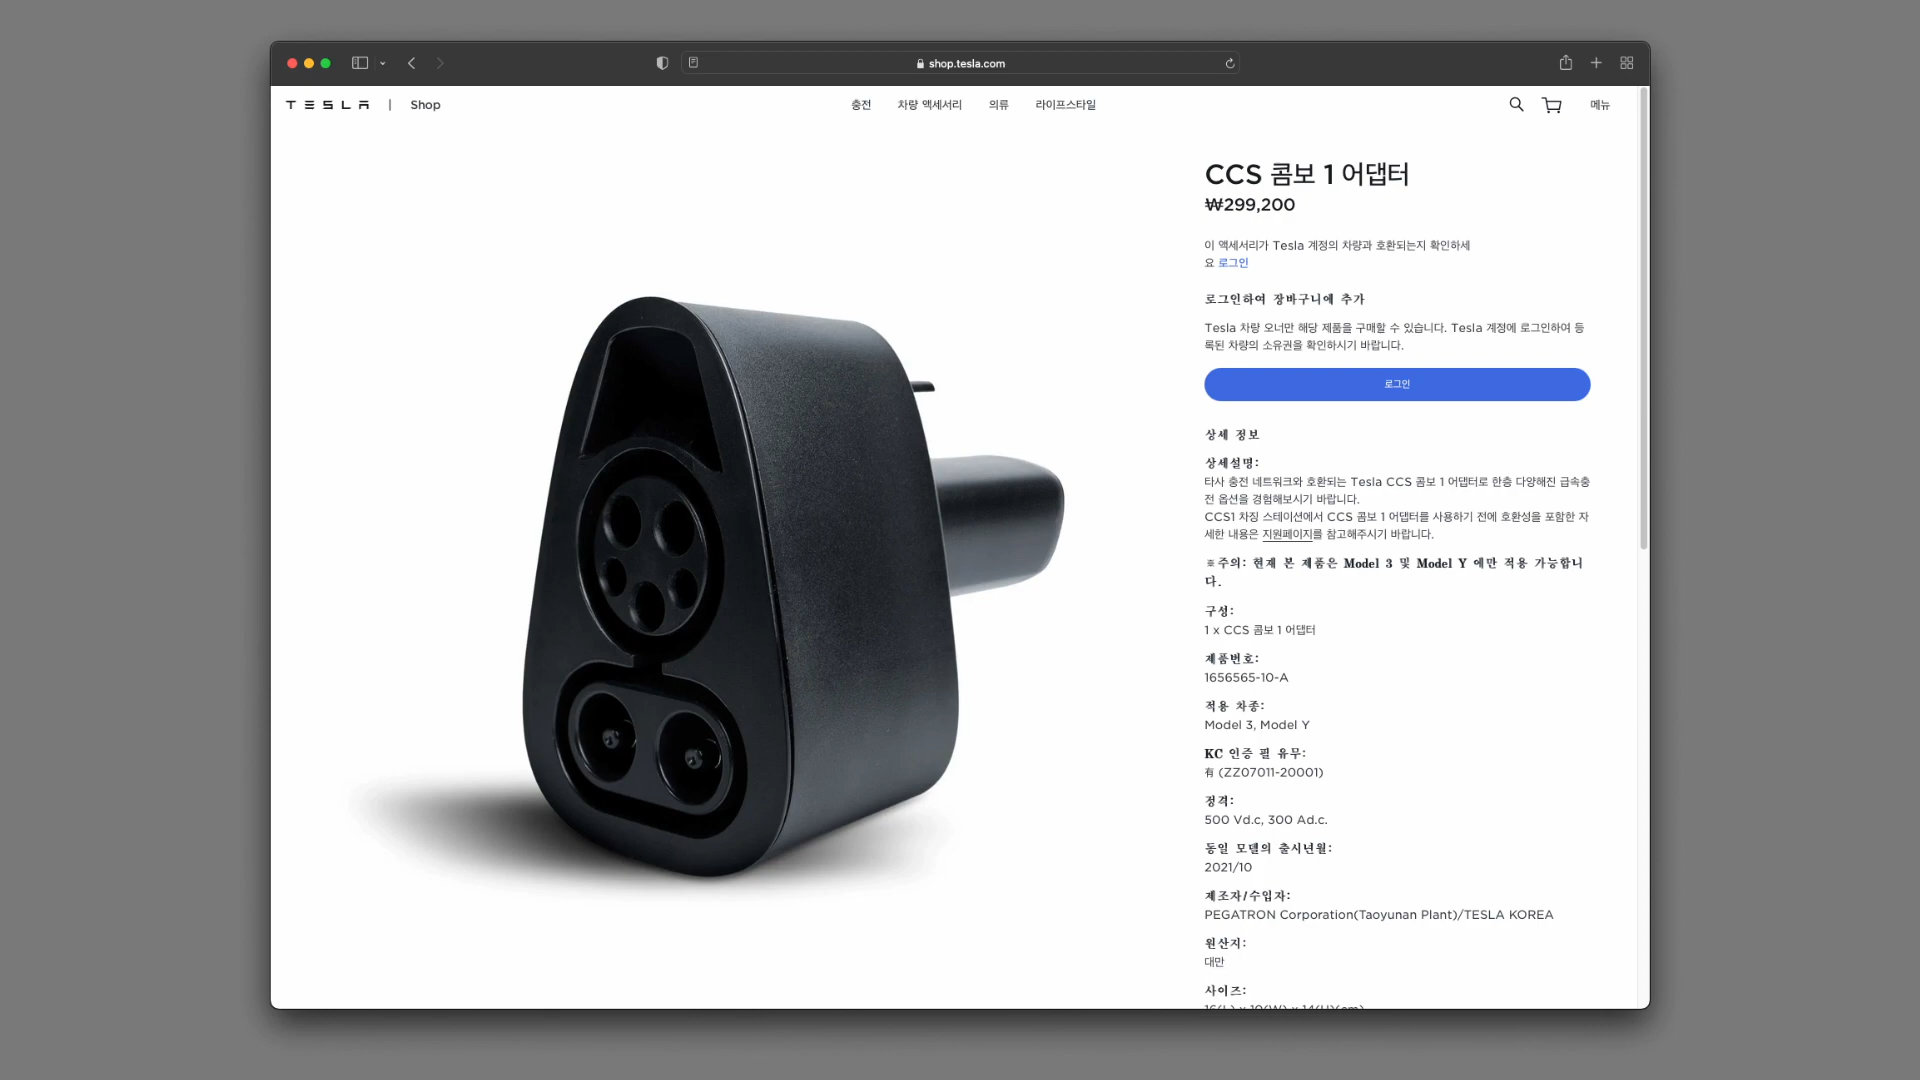 shop.tesla.com
TESLA | Shop
충전 차량 액세서리 의류 라이프스타일
메뉴
CCS 콤보 1 어댑터
₩299,200
이 액세서리가 Tesla 계정의 차량과 호환되는지 확인하세
요 로그인
로그인하여 장바구니에 추가
Tesla 차량 오너만 해당 제품을 구매할 수 있습니다. Tesla 계정에 로그인하여 등
록된 차량의 소유권을 확인하시기 바랍니다.
로그인
상세 정보
상세설명:
타사 충전 네트워크와 호환되는 Tesla CCS 콤보 1 어댑터로 한층 다양해진 급속충
전 옵션을 경험해보시기 바랍니다.
CCS1 차징 스테이션에서 CCS 콤보 1 어댑터를 사용하기 전에 호환성을 포함한 자
세한 내용은 지원페이지를 참고해주시기 바랍니다.
※주의: 현재 본 제품은 Model 3 및 Model Y 에만 적용 가능합니
다.
구성:
1 x CCS 콤보 1 어댑터
제품번호:
1656565-10-A
적용 차종:
Model 3, Model Y
KC 인증 필 유무:
有 (ZZ07011-20001)
정격:
500 Vd.c, 300 Ad.c.
동일 모델의 출시년월:
2021/10
제조자/수입자:
PEGATRON Corporation(Taoyunan Plant)/TESLA KOREA
원산지:
대만
사이즈:
16(L) x 10(W) x 14(H)(cm)